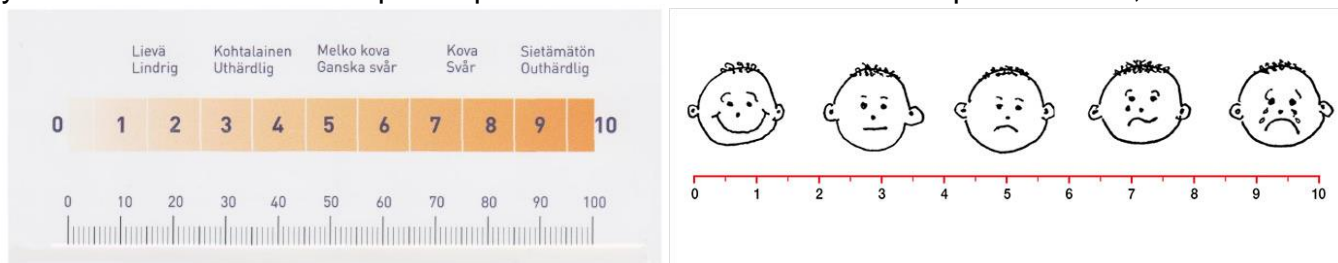 Lievä
Lindrig
Kohtalainen
Uthärdlig
Melko kova
Ganska svår
Kova
Svår
Sietämätön
Outhärdlig
0 1 2 3 4 5 6 7 8 9 10
0 10 20 30 40 50 60 70 80 90 100
0 1 2 3 4 5 6 7 8 9 10